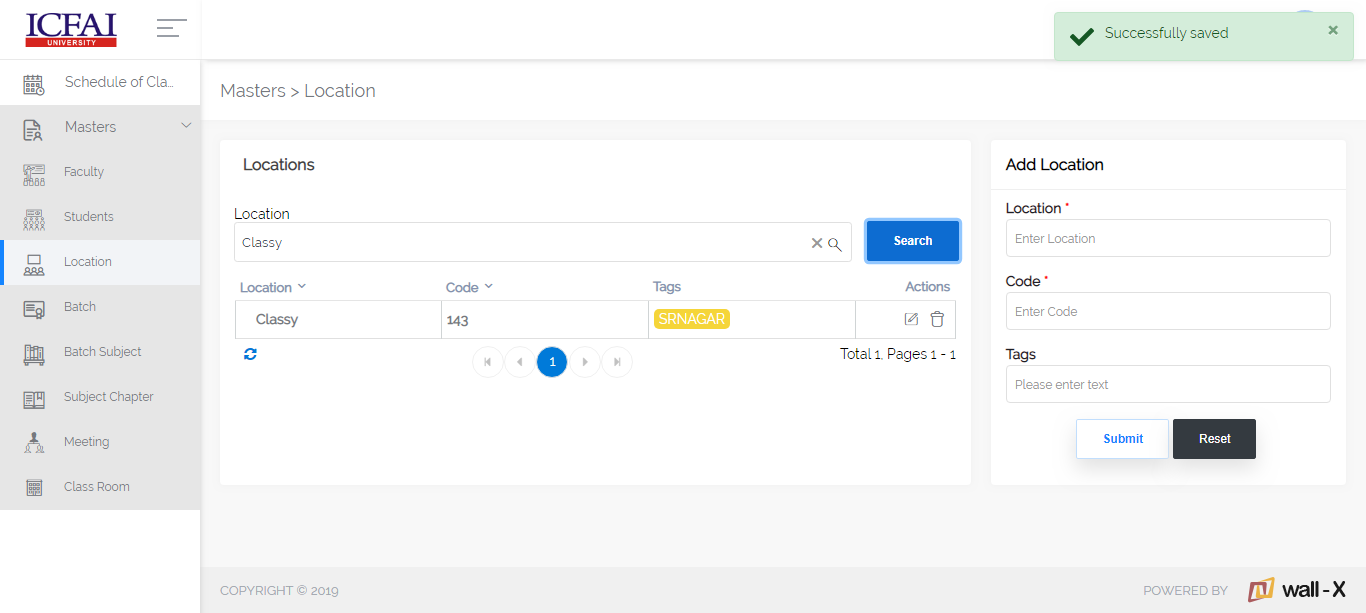 ICFAI
UNIVERSITY
Successfully saved
×
Schedule of Cla...
Masters
Faculty
Students
Location
Batch
Batch Subject
Subject Chapter
Meeting
Class Room
Masters > Location
Locations
Location
Classy
Search
Location Code Tags Actions
Classy 143 SRNAGAR
1
Total 1, Pages 1 - 1
Add Location
Location *
Enter Location
Code *
Enter Code
Tags
Please enter text
Submit Reset
COPYRIGHT © 2019
POWERED BY wall-X